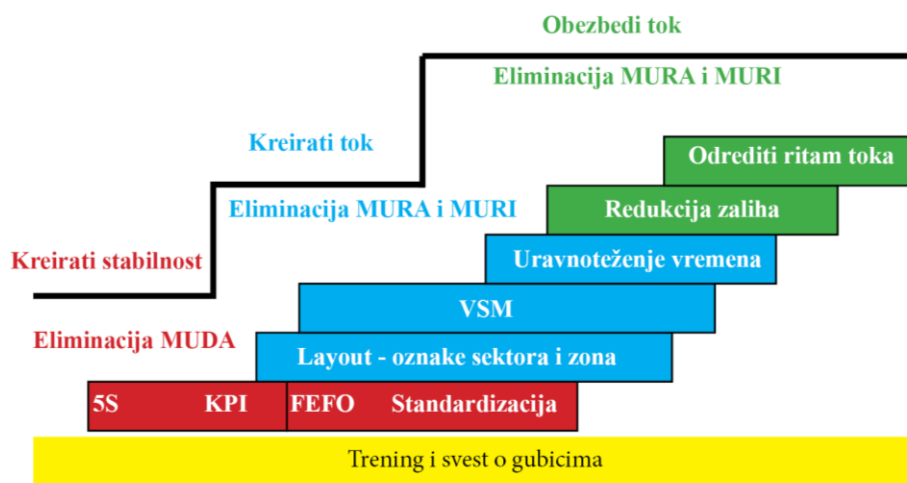 Obezbedi tok
Eliminacija MURA i MURI
Kreirati tok
Odrediti ritam toka
Eliminacija MURA i MURI
Redukcija zaliha
Kreirati stabilnost
Uravnoteženje vremena
VSM
Eliminacija MUDA
Layout - oznake sektora i zona
5S KPI FEFO Standardizacija
Trening i svest o gubicima